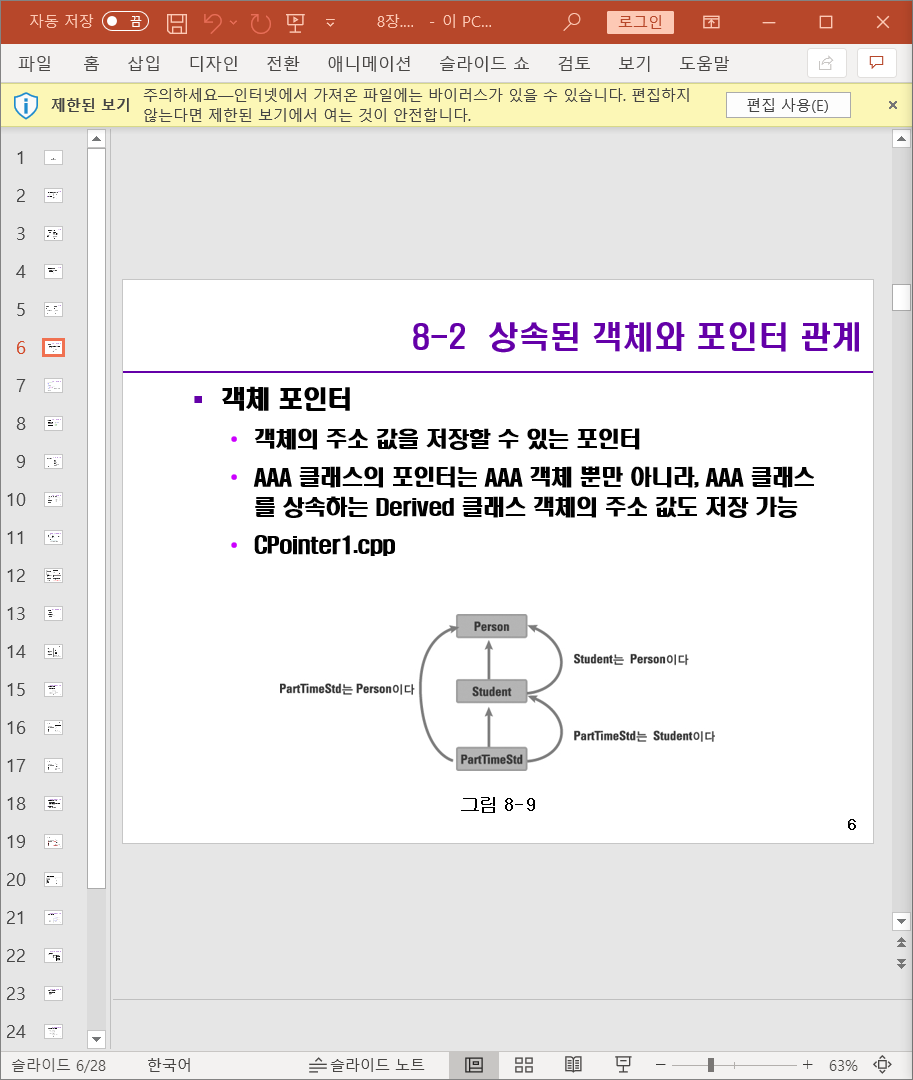 자동 저장 끔 8장.... - 이 PC... 로그인
파일 홈 삽입 디자인 전환 애니메이션 슬라이드 쇼 검토 보기 도움말
제한된 보기 주의하세요—인터넷에서 가져온 파일에는 바이러스가 있을 수 있습니다. 편집하지
않는다면 제한된 보기에서 여는 것이 안전합니다.
편집 사용(E)
1
2
3
4
5
6
7
8
9
10
11
12
13
14
15
16
17
18
19
20
21
22
23
24
8-2 상속된 객체와 포인터 관계
객체 포인터
객체의 주소 값을 저장할 수 있는 포인터
AAA 클래스의 포인터는 AAA 객체 뿐만 아니라, AAA 클래스
를 상속하는 Derived 클래스 객체의 주소 값도 저장 가능
CPointer1.cpp
Person
Student는 Person이다
PartTimeStd는 Person이다
Student
PartTimeStd는 Student이다
PartTimeStd
그림 8-9
6
슬라이드 6/28 한국어 슬라이드 노트 63%